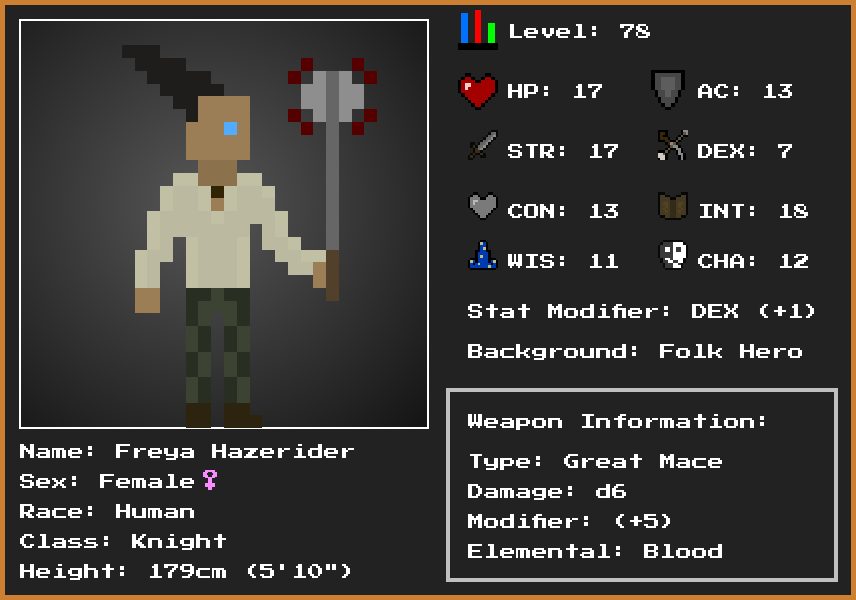 Level: 78
HP: 17 AC: 13
STR: 17 DEX: 7
CON: 13 INT: 18
WIS: 11 CHA: 12
Stat Modifier: DEX (+1)
Background: Folk Hero
Weapon Information:
Type: Great Mace
Damage: d6
Modifier: (+5)
Elemental: Blood
Name: Freya Hazerider
Sex: Female♀
Race: Human
Class: Knight
Height: 179cm (5'10")